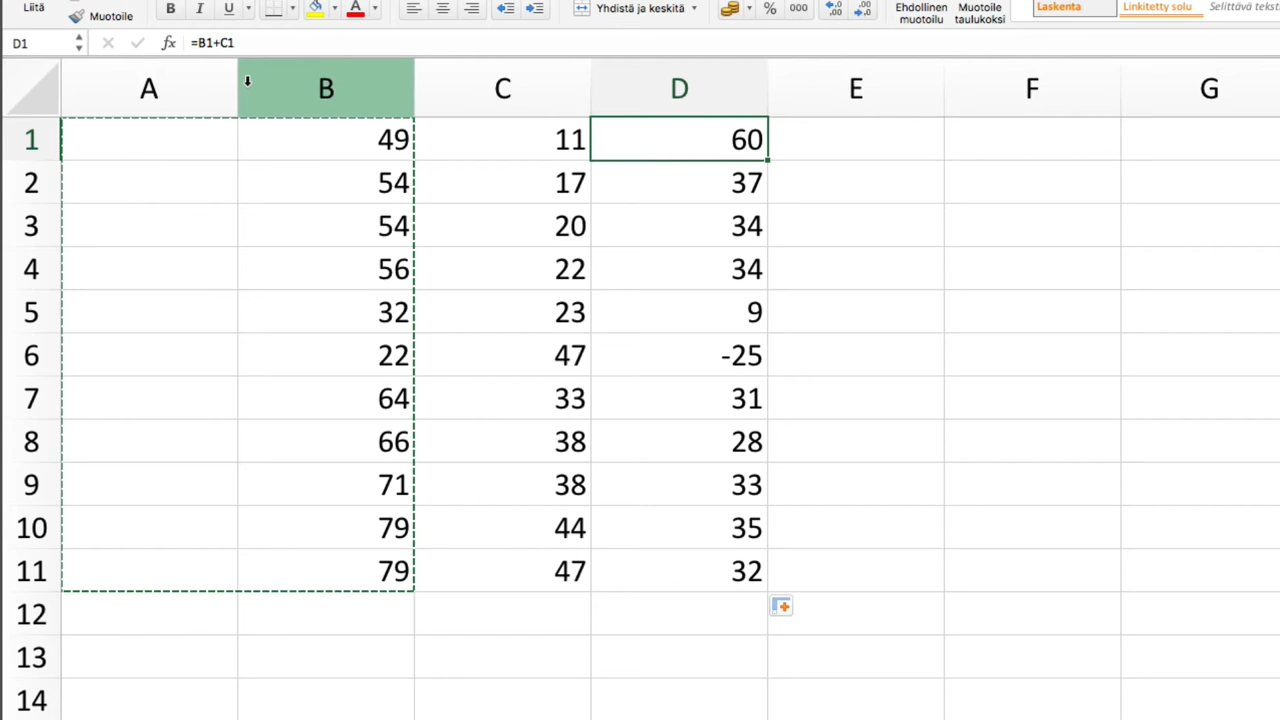 Liitä B I U A Yhdistä ja keskitä % 000 Ehdollinen Muotoile Laskenta Linkitetty solu Selittävä tekst
Muotoile muotoilu taulukoksi
D1 fx =B1+C1
A B C D E F G
1 49 11 60
2 54 17 37
3 54 20 34
4 56 22 34
5 32 23 9
6 22 47 -25
7 64 33 31
8 66 38 28
9 71 38 33
10 79 44 35
11 79 47 32
12
13
14